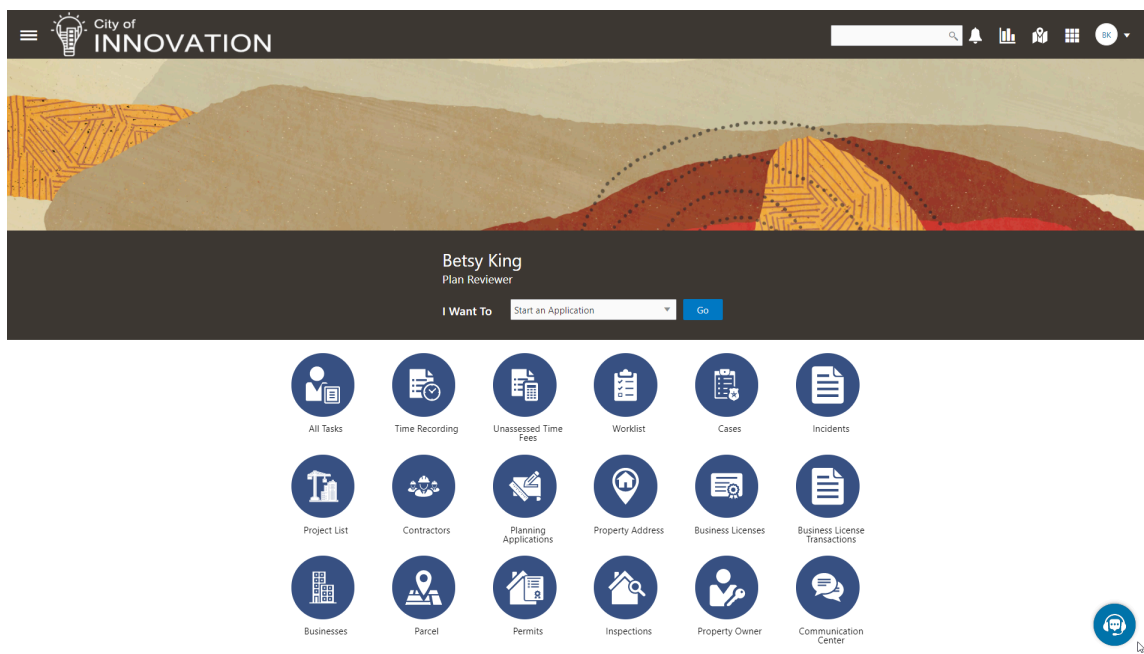 City of
INNOVATION
BK
Betsy King
Plan Reviewer
I Want To Start an Application Go
All Tasks Time Recording Unassessed Time Worklist Cases Incidents
Fees
Project List Contractors Planning Property Address Business Licenses Business License
Applications Transactions
Businesses Parcel Permits Inspections Property Owner Communication
Center